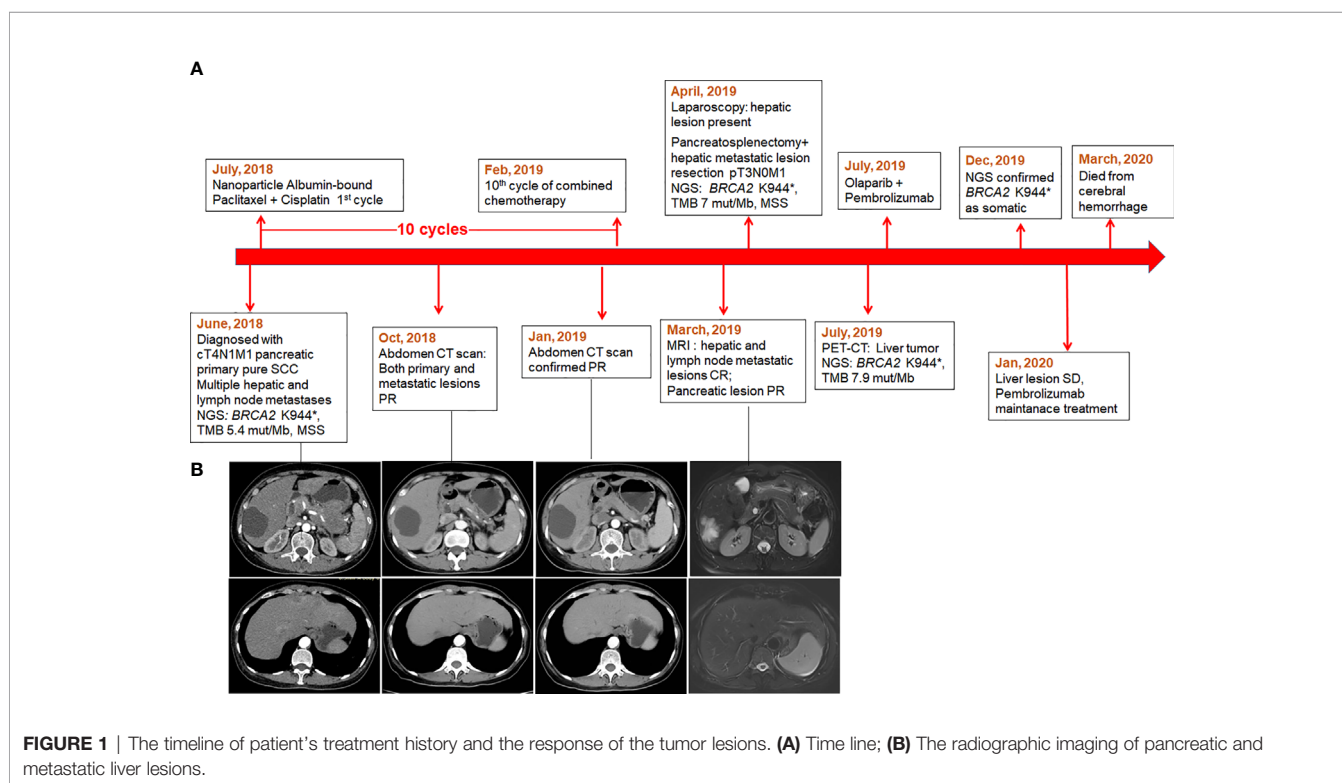 A
July, 2018
Nanoparticle Albumin-bound
Paclitaxel + Cisplatin 1st cycle
Feb, 2019
10th cycle of combined
chemotherapy
April, 2019
Laparoscopy: hepatic
lesion present
Pancreatosplenectomy+
hepatic metastatic lesion
resection pT3N0M1
NGS: BRCA2 K944*,
TMB 7 mut/Mb, MSS
July, 2019
Olaparib +
Pembrolizumab
Dec, 2019
NGS confirmed
BRCA2 K944*
as somatic
March, 2020
Died from
cerebral
hemorrhage
10 cycles
June, 2018
Diagnosed with
cT4N1M1 pancreatic
primary pure SCC
Multiple hepatic and
lymph node metastases
NGS: BRCA2 K944*,
TMB 5.4 mut/Mb, MSS
Oct, 2018
Abdomen CT scan:
Both primary and
metastatic lesions
PR
Jan, 2019
Abdomen CT scan
confirmed PR
March, 2019
MRI : hepatic and
lymph node metastatic
lesions CR;
Pancreatic lesion PR
July, 2019
PET-CT: Liver tumor
NGS: BRCA2 K944*,
TMB 7.9 mut/Mb
Jan, 2020
Liver lesion SD,
Pembrolizumab
maintanace treatment
B
FIGURE 1 | The timeline of patient's treatment history and the response of the tumor lesions. (A) Time line; (B) The radiographic imaging of pancreatic and
metastatic liver lesions.